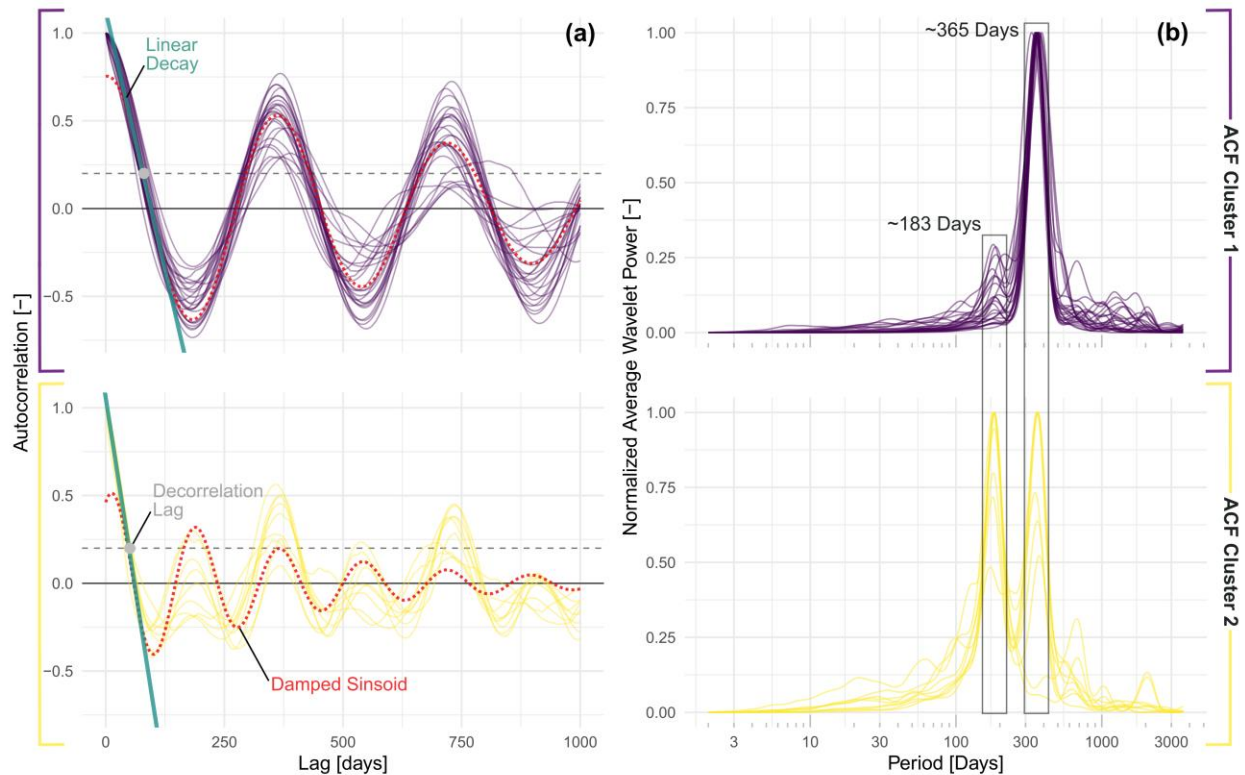 (a)
Linear
Decay
1.0
0.5
0.0
−0.5
Autocorrelation [−]
1.0
0.5
0.0
−0.5
Decorrelation
Lag
Damped Sinsoid
0
250
500
750
1000
Lag [days]
(b)
~365 Days
~183 Days
1.00
0.75
0.50
0.25
0.00
Normalized Average Wavelet Power [−]
1.00
0.75
0.50
0.25
0.00
3
10
30
100
300
1000
3000
Period [Days]
ACF Cluster 1
ACF Cluster 2